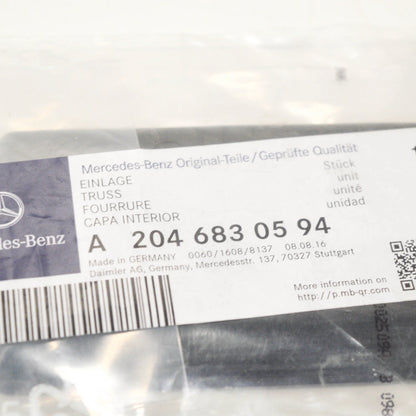 Mercedes-Benz Original-Teile/Geprüfte Qualität
EINLAGE Stück
TRUSS unit
FOURRURE unité
CAPA INTERIOR unidad
des-Benz
A 204 683 05 94
Made in GERMANY 0060/1608/8137 08.08.16
Daimler AG, Germany, Mercedesstr. 137, 70327 Stuttgart
More information on
http://p.mb-qr.com/